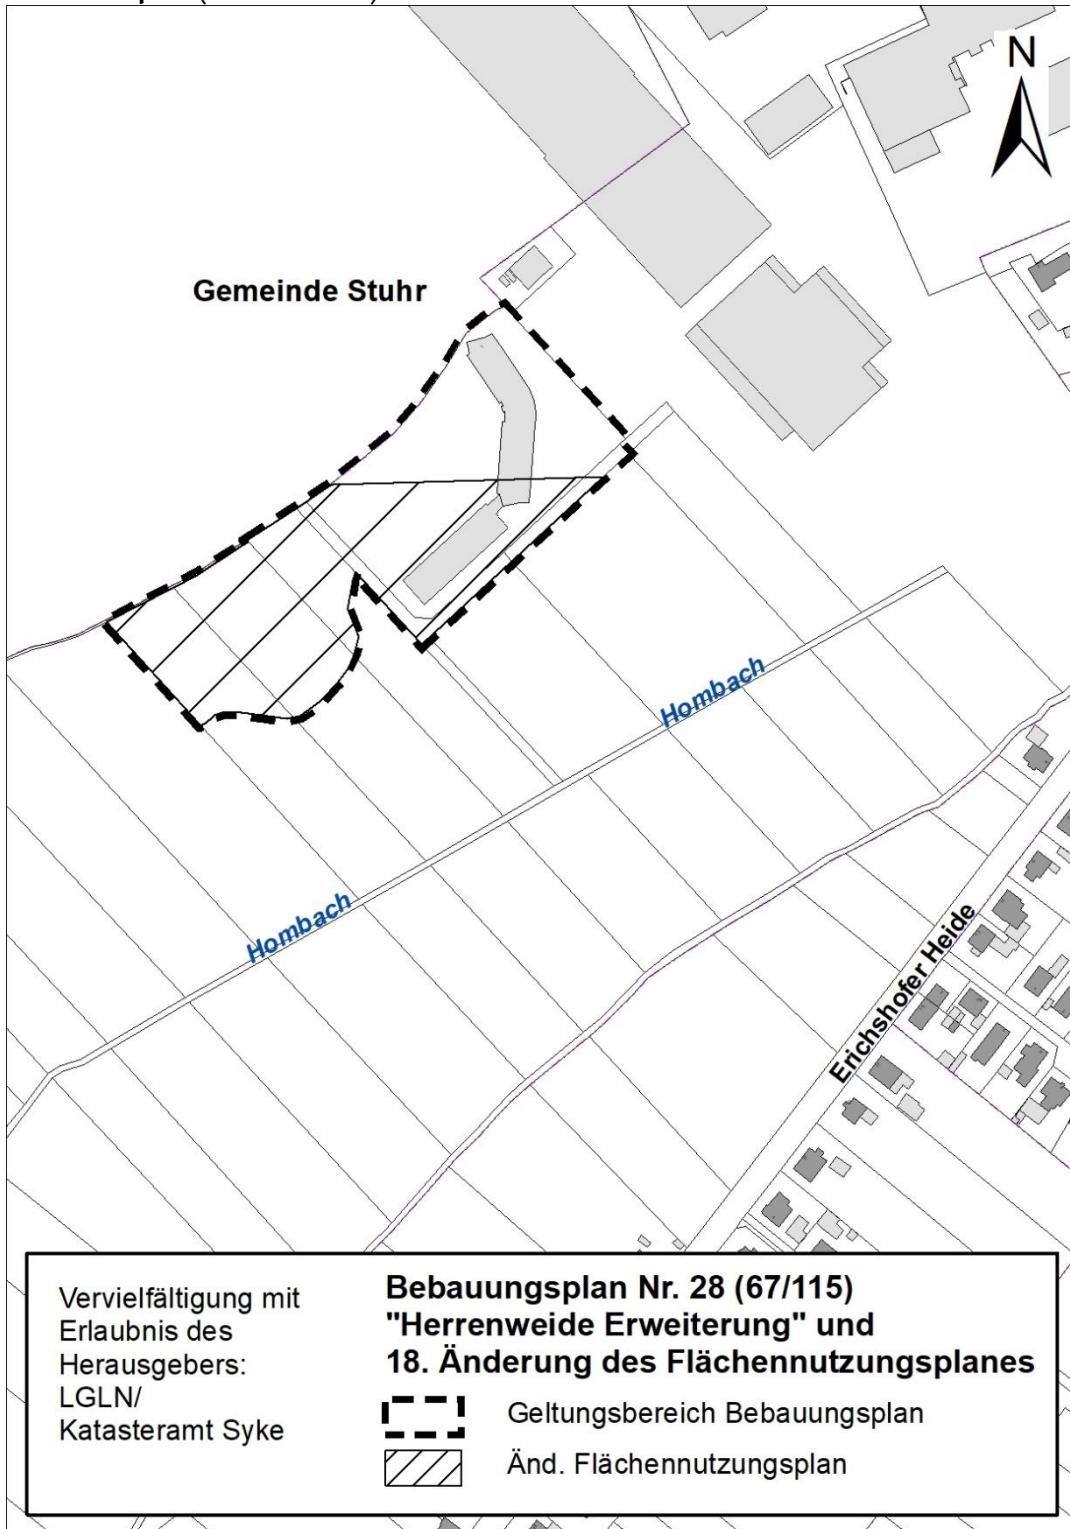 N
Gemeinde Stuhr
Hombach
Hombach
Erichshofer Heide
Vervielfältigung mit
Erlaubnis des
Herausgebers:
LGLN/
Katasteramt Syke
Bebauungsplan Nr. 28 (67/115)
"Herrenweide Erweiterung" und
18. Änderung des Flächennutzungsplanes
Geltungsbereich Bebauungsplan
Änd. Flächennutzungsplan